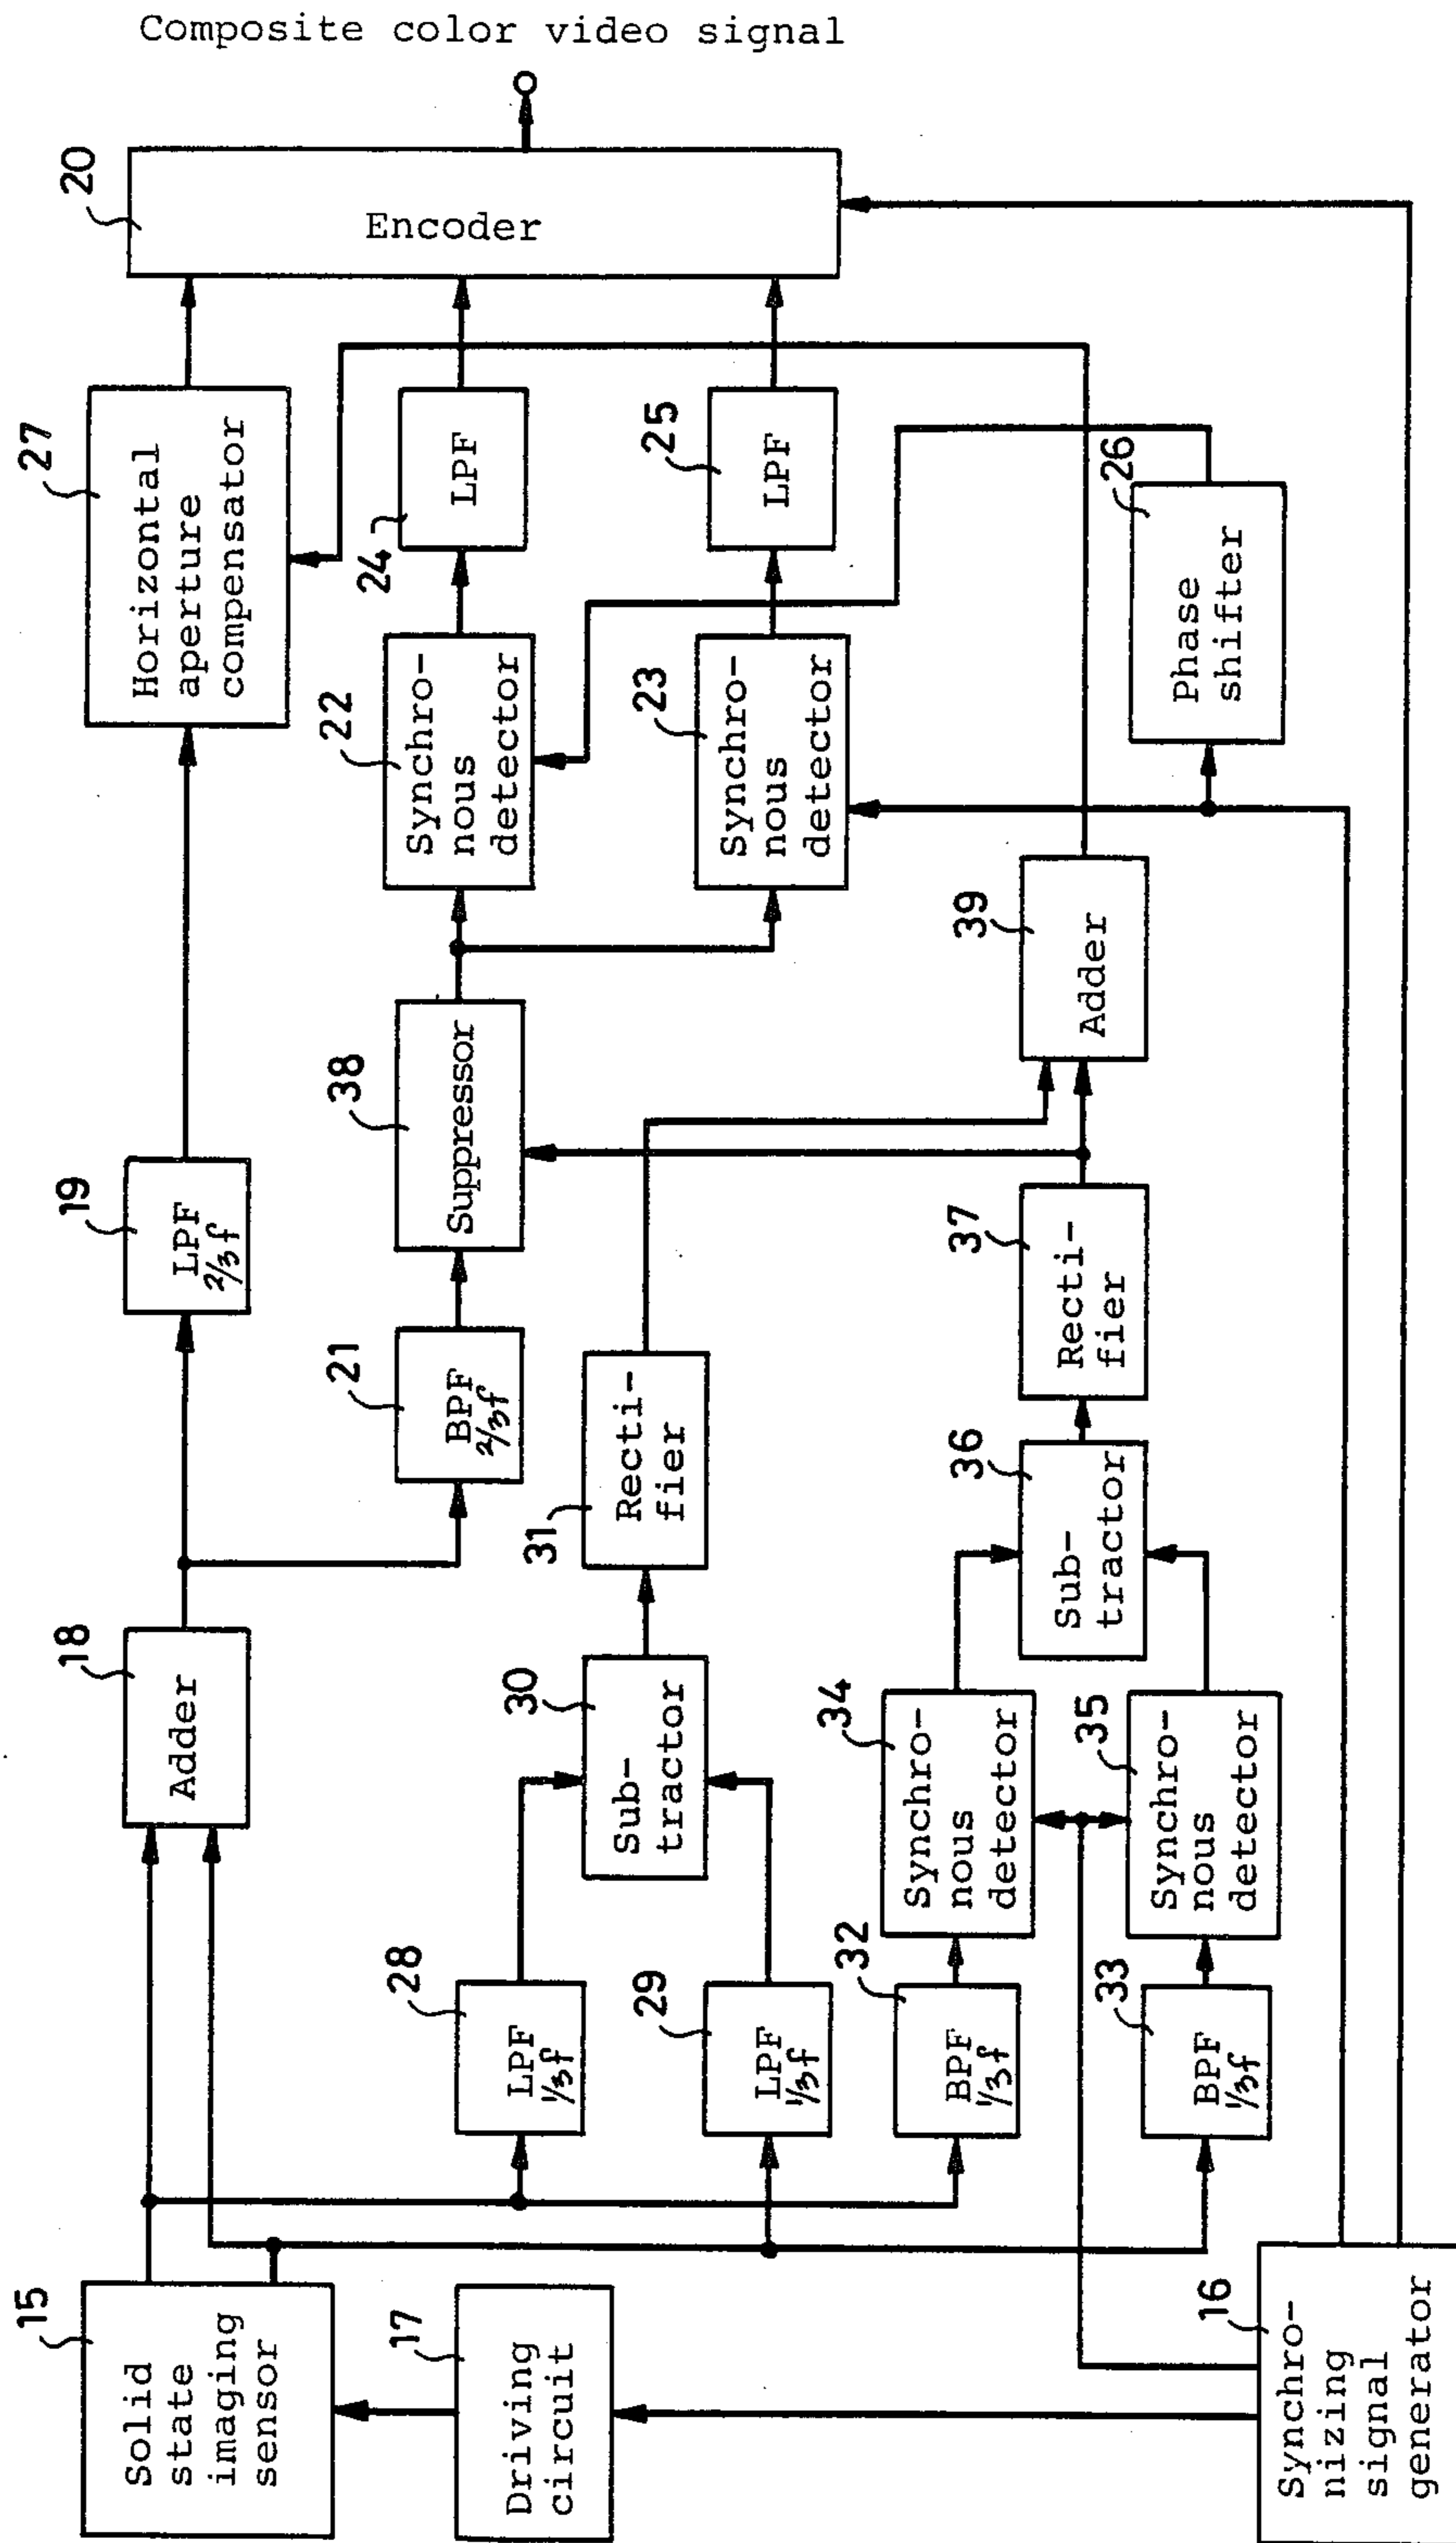 Composite color video signal
20
Encoder
27
Horizontal
aperture
compensator
24
LPF
25
LPF
22
Synchro-
nous
detector
23
Synchro-
nous
detector
26
Phase
shifter
19
LPF
2/3f
38
Suppressor
39
Adder
21
BPF
2/3f
31
Recti-
fier
37
Recti-
fier
18
Adder
30
Sub-
tractor
36
Sub-
tractor
34
Synchro-
nous
detector
35
Synchro-
nous
detector
28
LPF
1/3f
29
LPF
1/3f
32
BPF
1/3f
33
BPF
1/3f
15
Solid
state
imaging
sensor
17
Driving
circuit
16
Synchro-
nizing
signal
generator